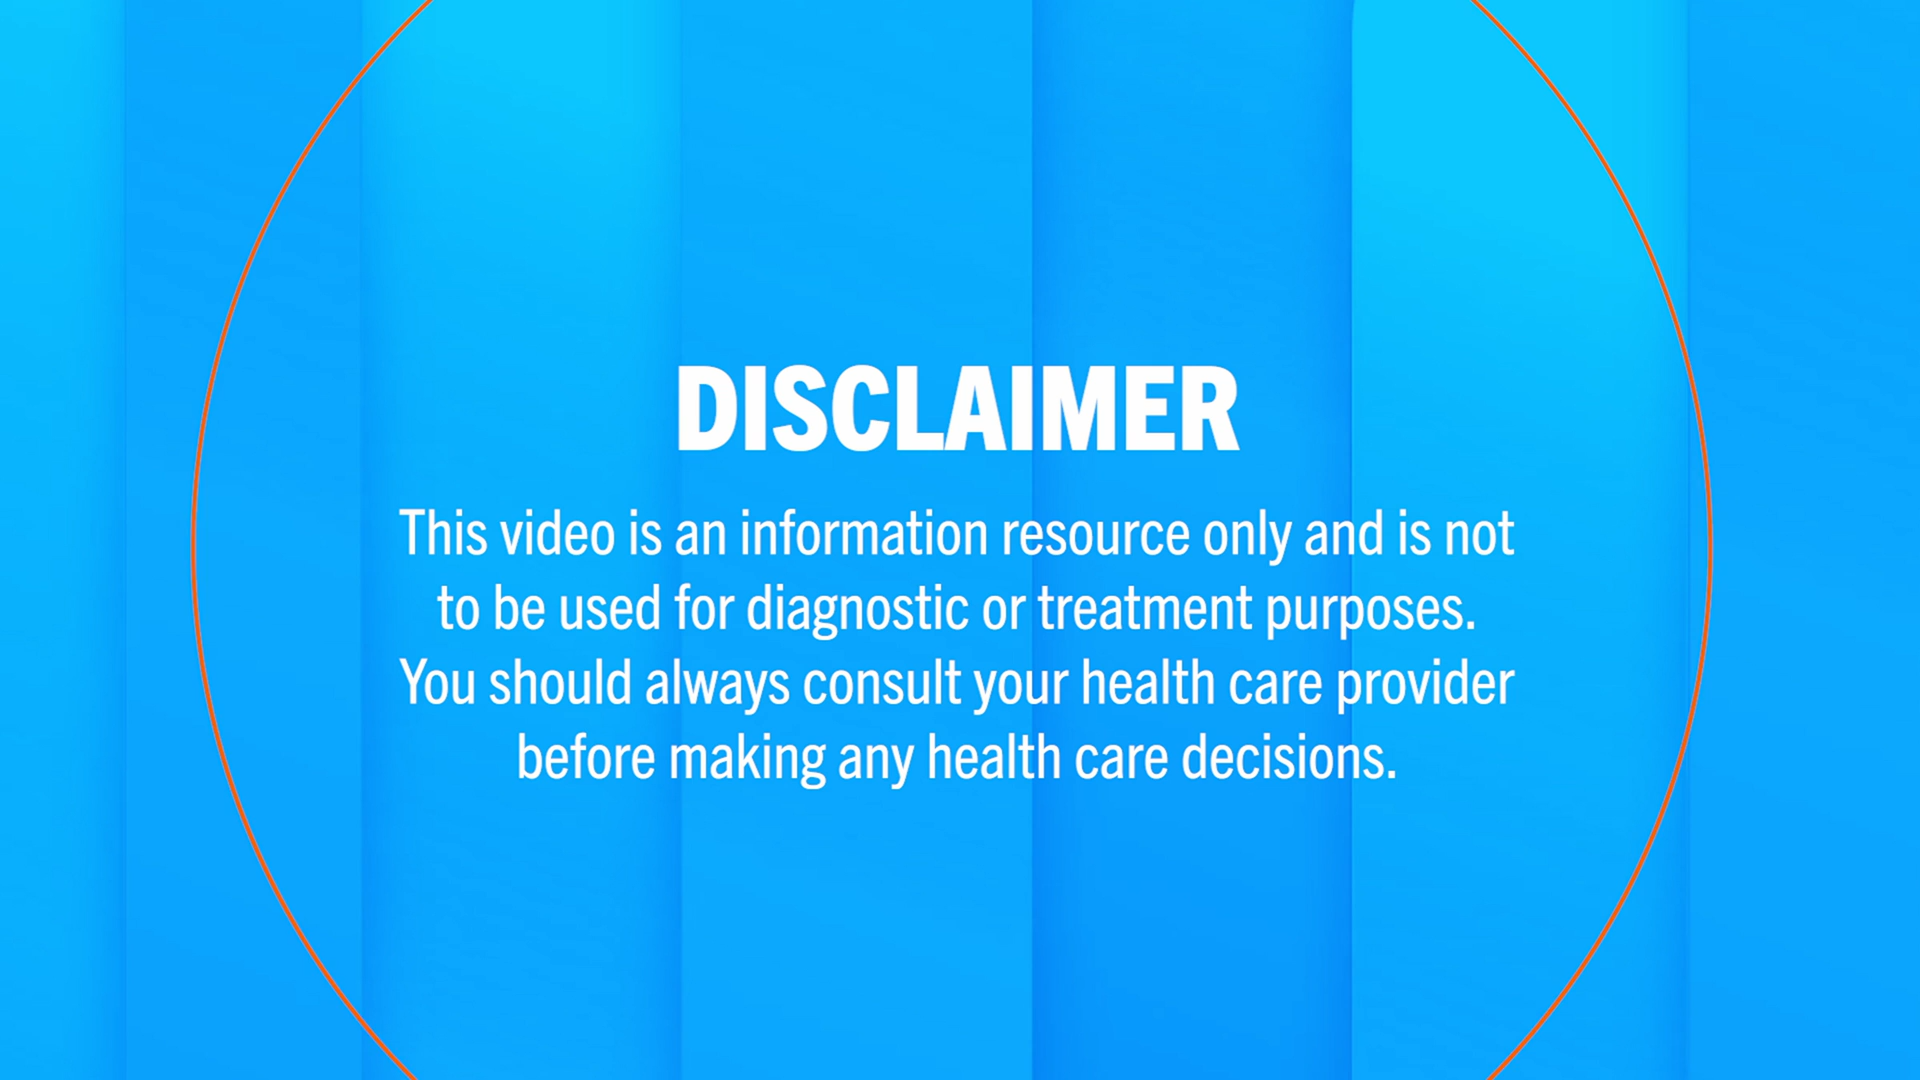 DISCLAIMER
This video is an information resource only and is not
to be used for diagnostic or treatment purposes.
You should always consult your health care provider
before making any health care decisions.